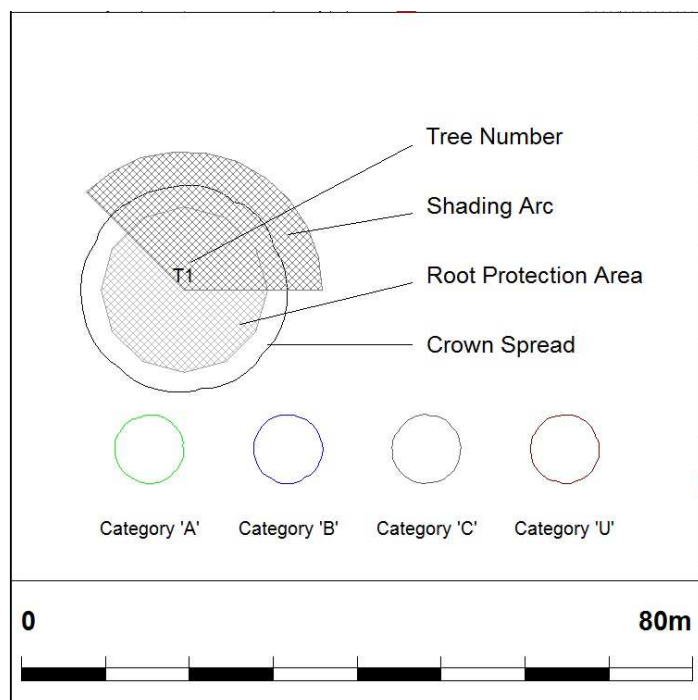 Tree Number
Shading Arc
T1
Root Protection Area
Crown Spread
Category 'A' Category 'B' Category 'C' Category 'U'
0 80m